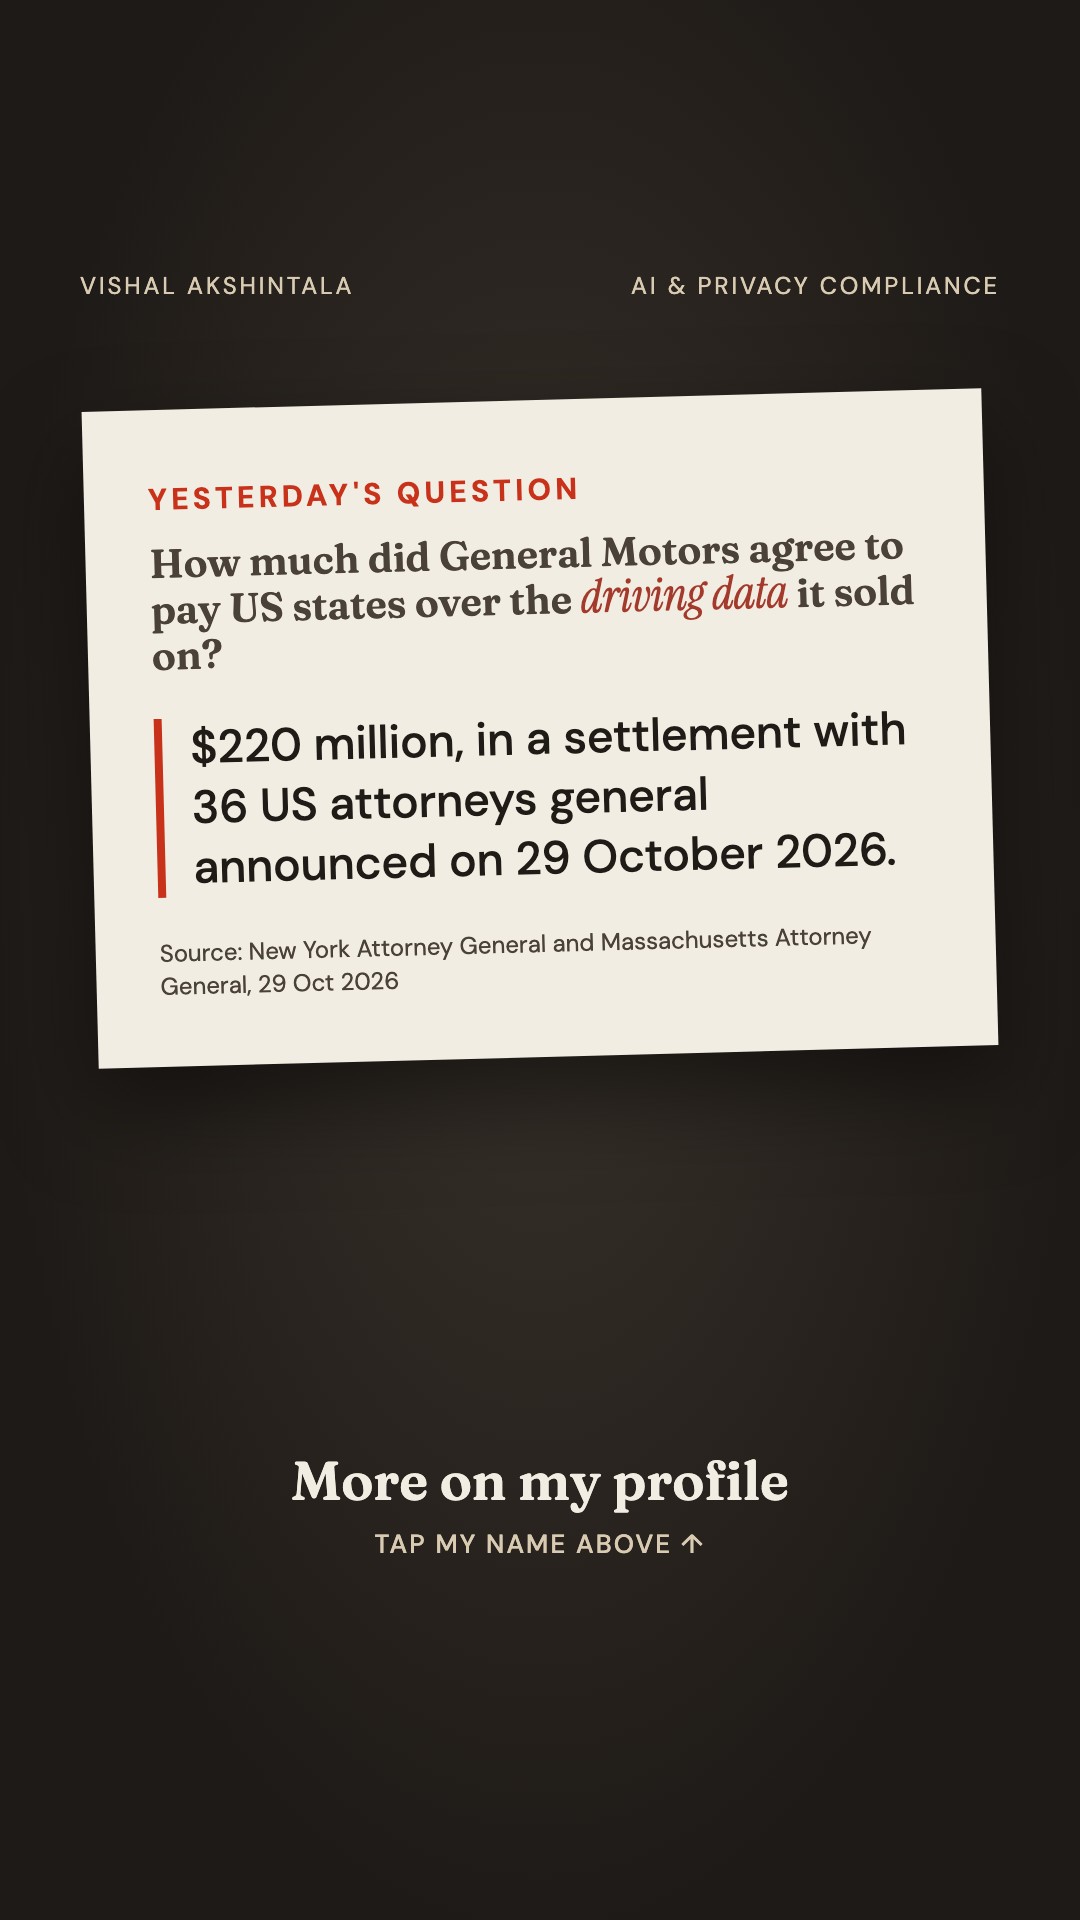 VISHAL AKSHINTALA
AI & PRIVACY COMPLIANCE
YESTERDAY'S QUESTION
How much did General Motors agree to
pay US states over the driving data it sold
on?
$220 million, in a settlement with
36 US attorneys general
announced on 29 October 2026.
Source: New York Attorney General and Massachusetts Attorney
General, 29 Oct 2026
More on my profile
TAP MY NAME ABOVE ↑